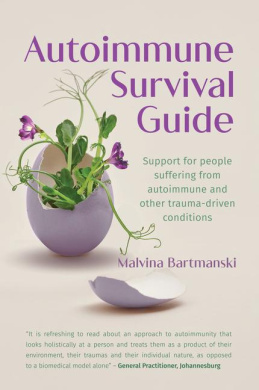 Autoimmune
Survival
Guide
Support for people
suffering from
autoimmune and
other trauma-driven
conditions
Malvina Bartmanski
"It is refreshing to read about an approach to autoimmunity that
looks holistically at a person and treats them as a product of their
environment, their traumas and their individual nature, as opposed
to a biomedical model alone" – General Practitioner, Johannesburg